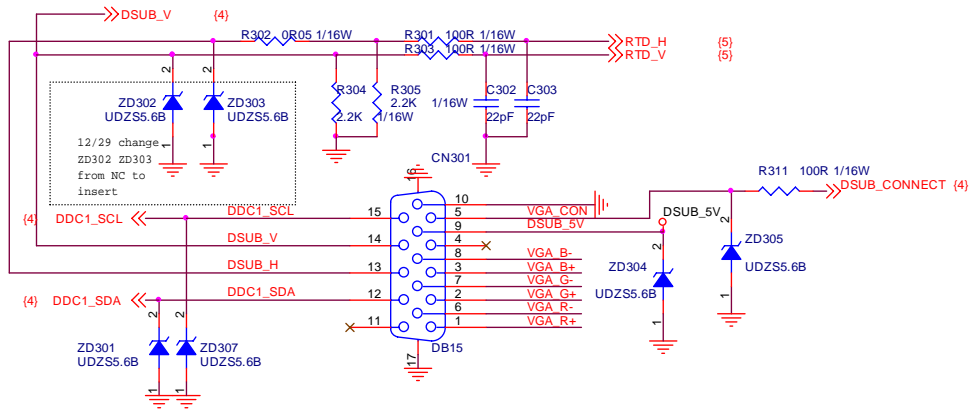 DSUB_V {4}
R302 0R05 1/16W
R301 100R 1/16W
RTD_H {5}
R303 100R 1/16W
RTD_V {5}
2
2
ZD302
UDZS5.6B
ZD303
UDZS5.6B
1
1
12/29 change
ZD302 ZD303
from NC to
insert
R304
2.2K
R305
2.2K
1/16W
1/16W
C302
22pF
C303
22pF
CN301
16
R311 100R 1/16W
DSUB_CONNECT {4}
{4} DDC1_SCL
DDC1_SCL 15
DSUB_V 14
DSUB_H 13
{4} DDC1_SDA
DDC1_SDA 12
11
10
5 VGA_CON
9 DSUB_5V
4
8 VGA_B-
3 VGA_B+
7 VGA_G-
2 VGA_G+
6 VGA_R-
1 VGA_R+
DSUB_5V
2
ZD304
UDZS5.6B
1
2
ZD305
UDZS5.6B
1
2
2
ZD301
UDZS5.6B
ZD307
UDZS5.6B
1
1
DB15
17